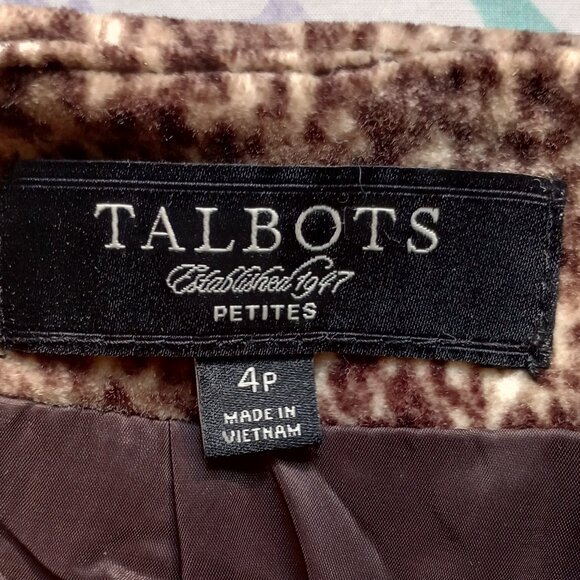 TALBOTS
Established 1947
PETITES
4P
MADE IN
VIETNAM